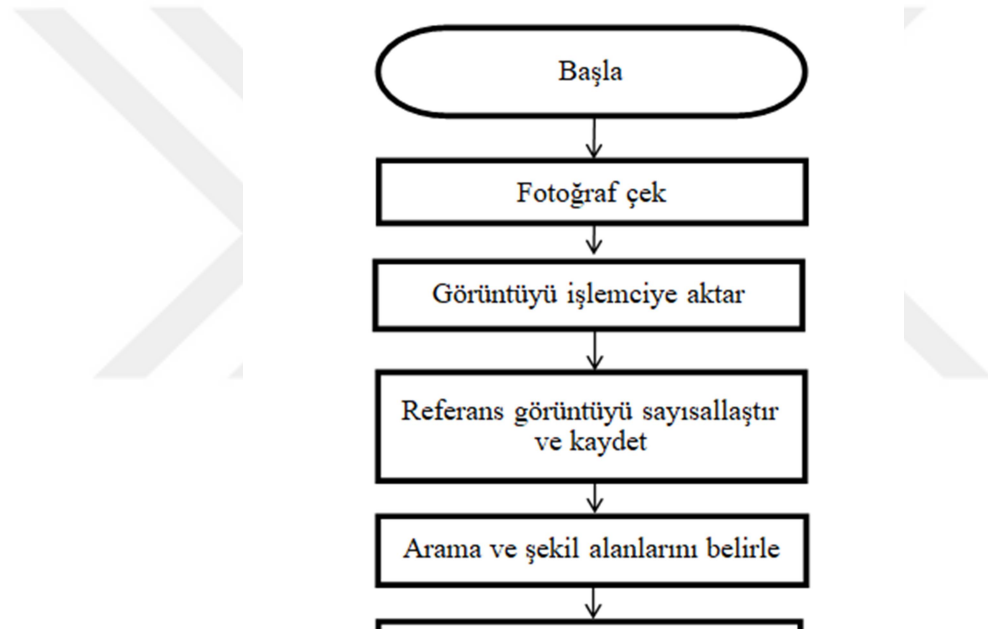 Başla
Fotoğraf çek
Görüntüyü işlemciye aktar
Referans görüntüyü sayısallaştır
ve kaydet
Arama ve şekil alanlarını belirle